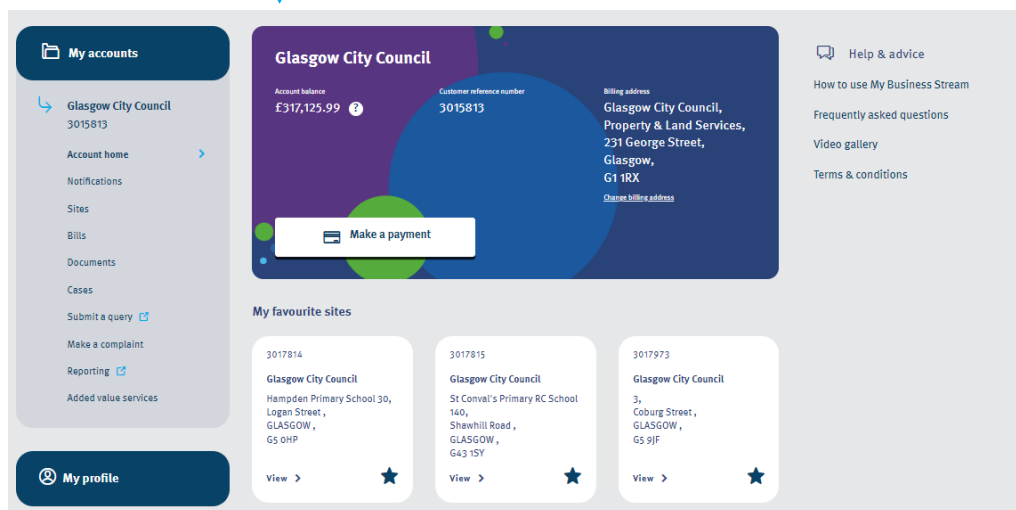 My accounts
Glasgow City Council
3015813
Account home
Notifications
Sites
Bills
Documents
Cases
Submit a query
Make a complaint
Reporting
Added value services
My profile
Glasgow City Council
Account balance
£317,125.99 ?
Customer reference number
3015813
Billing address
Glasgow City Council,
Property & Land Services,
231 George Street,
Glasgow,
G1 1RX
Change billing address
Make a payment
My favourite sites
3017814
Glasgow City Council
Hampden Primary School 30,
Logan Street ,
GLASGOW ,
G5 0HP
View
3017815
Glasgow City Council
St Conval's Primary RC School
140,
Shawhill Road ,
GLASGOW ,
G43 1SY
View
3017973
Glasgow City Council
3,
Coburg Street ,
GLASGOW ,
G5 9JF
View
Help & advice
How to use My Business Stream
Frequently asked questions
Video gallery
Terms & conditions